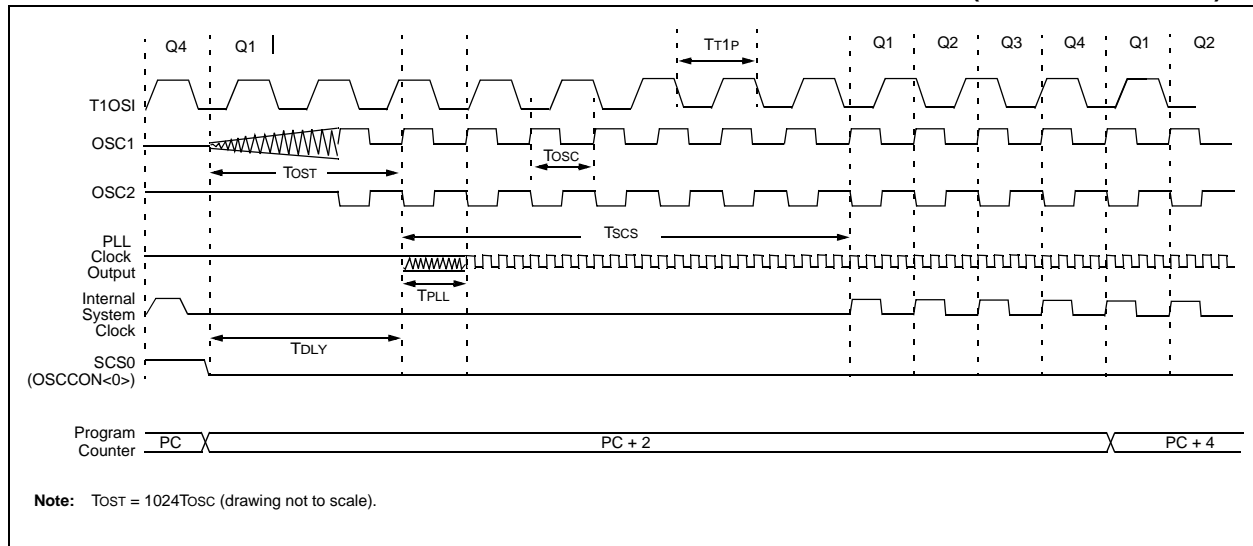 Q4 Q1 TT1P Q1 Q2 Q3 Q4 Q1 Q2
T1OSI
OSC1
TOSC
TOST
OSC2
TSCS
PLL
Clock
Output
TPLL
Internal
System
Clock
TDLY
SCS0
(OSCCON<0>)
Program
Counter
PC PC + 2 PC + 4
Note: TOST = 1024TOSC (drawing not to scale).